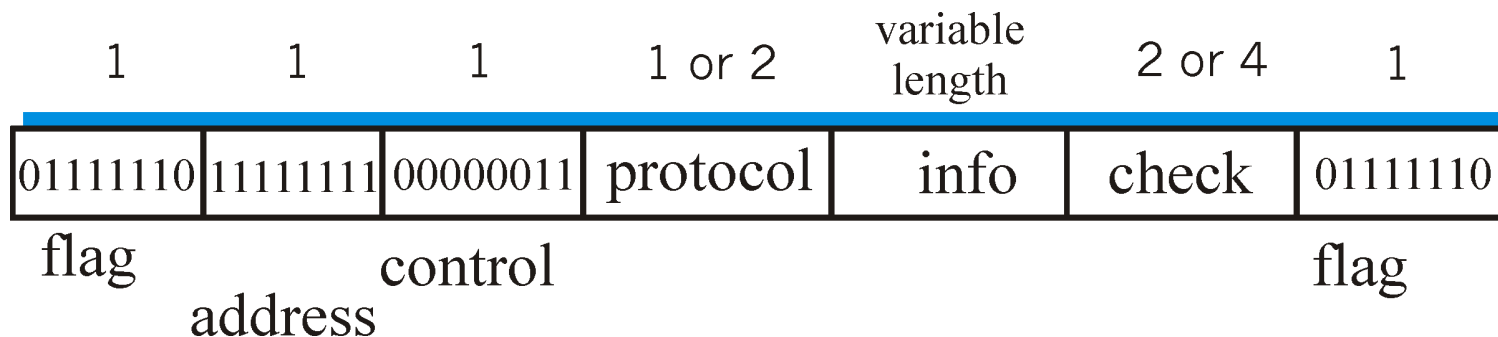 variable
1 1 1 1 or 2 length 2 or 4 1
01111110 11111111 00000011 protocol info check 01111110
flag control flag
address